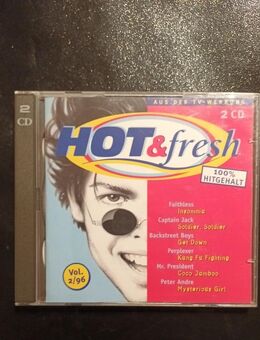 AUS DER TV-WERBUNG
2 CD
2 CD
HOT & fresh
100%
HITGEHALT
Faithless
Insomnia
Captain Jack
Soldier, Soldier
Backstreet Boys
Get Down
Perplexer
Kung Fu Fighting
Mr. President
Coco Jamboo
Peter Andre
Mysterious Girl
Vol.
2/96